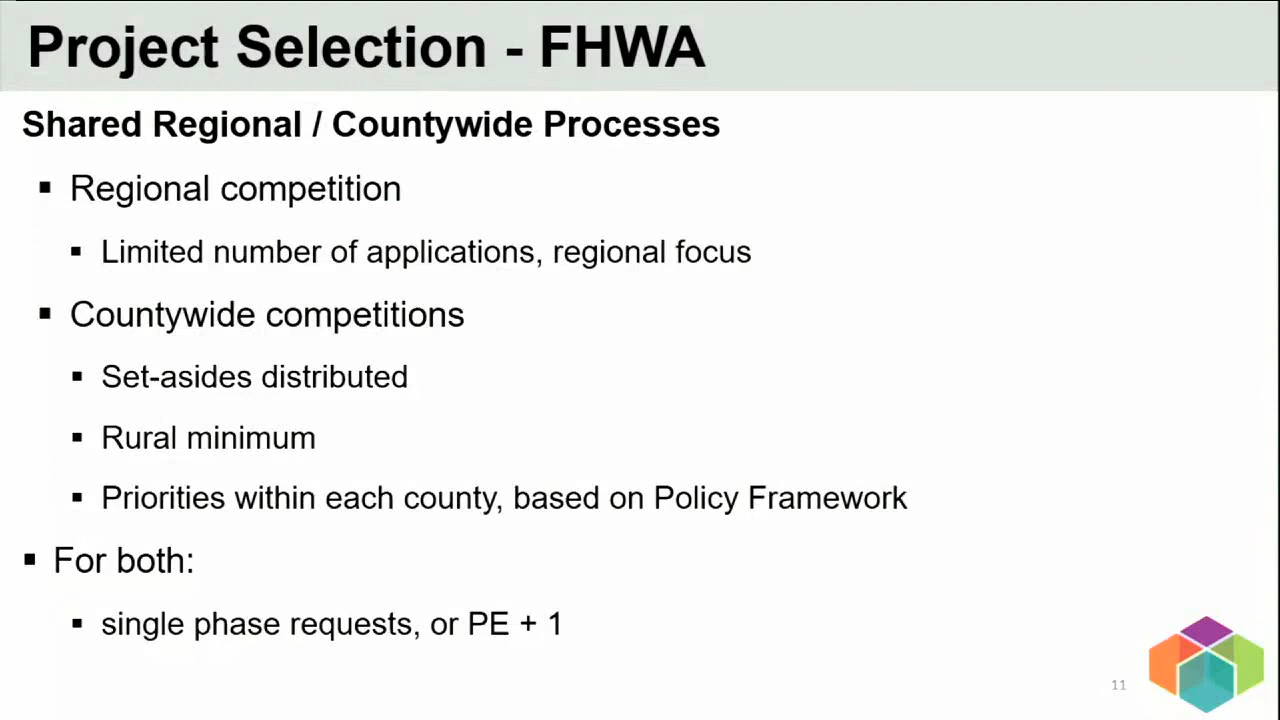 Project Selection - FHWA
Shared Regional / Countywide Processes
▪ Regional competition
▪ Limited number of applications, regional focus
▪ Countywide competitions
▪ Set-asides distributed
▪ Rural minimum
▪ Priorities within each county, based on Policy Framework
▪ For both:
▪ single phase requests, or PE + 1
11